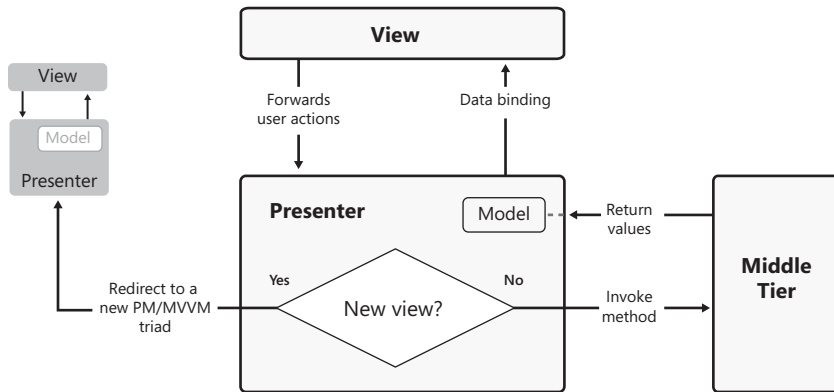 View
View
Forwards
user actions
Data binding
Model
Presenter
Presenter
Model
Return
values
Middle
Tier
Yes
No
Redirect to a
new PM/MVVM
triad
New view?
Invoke
method